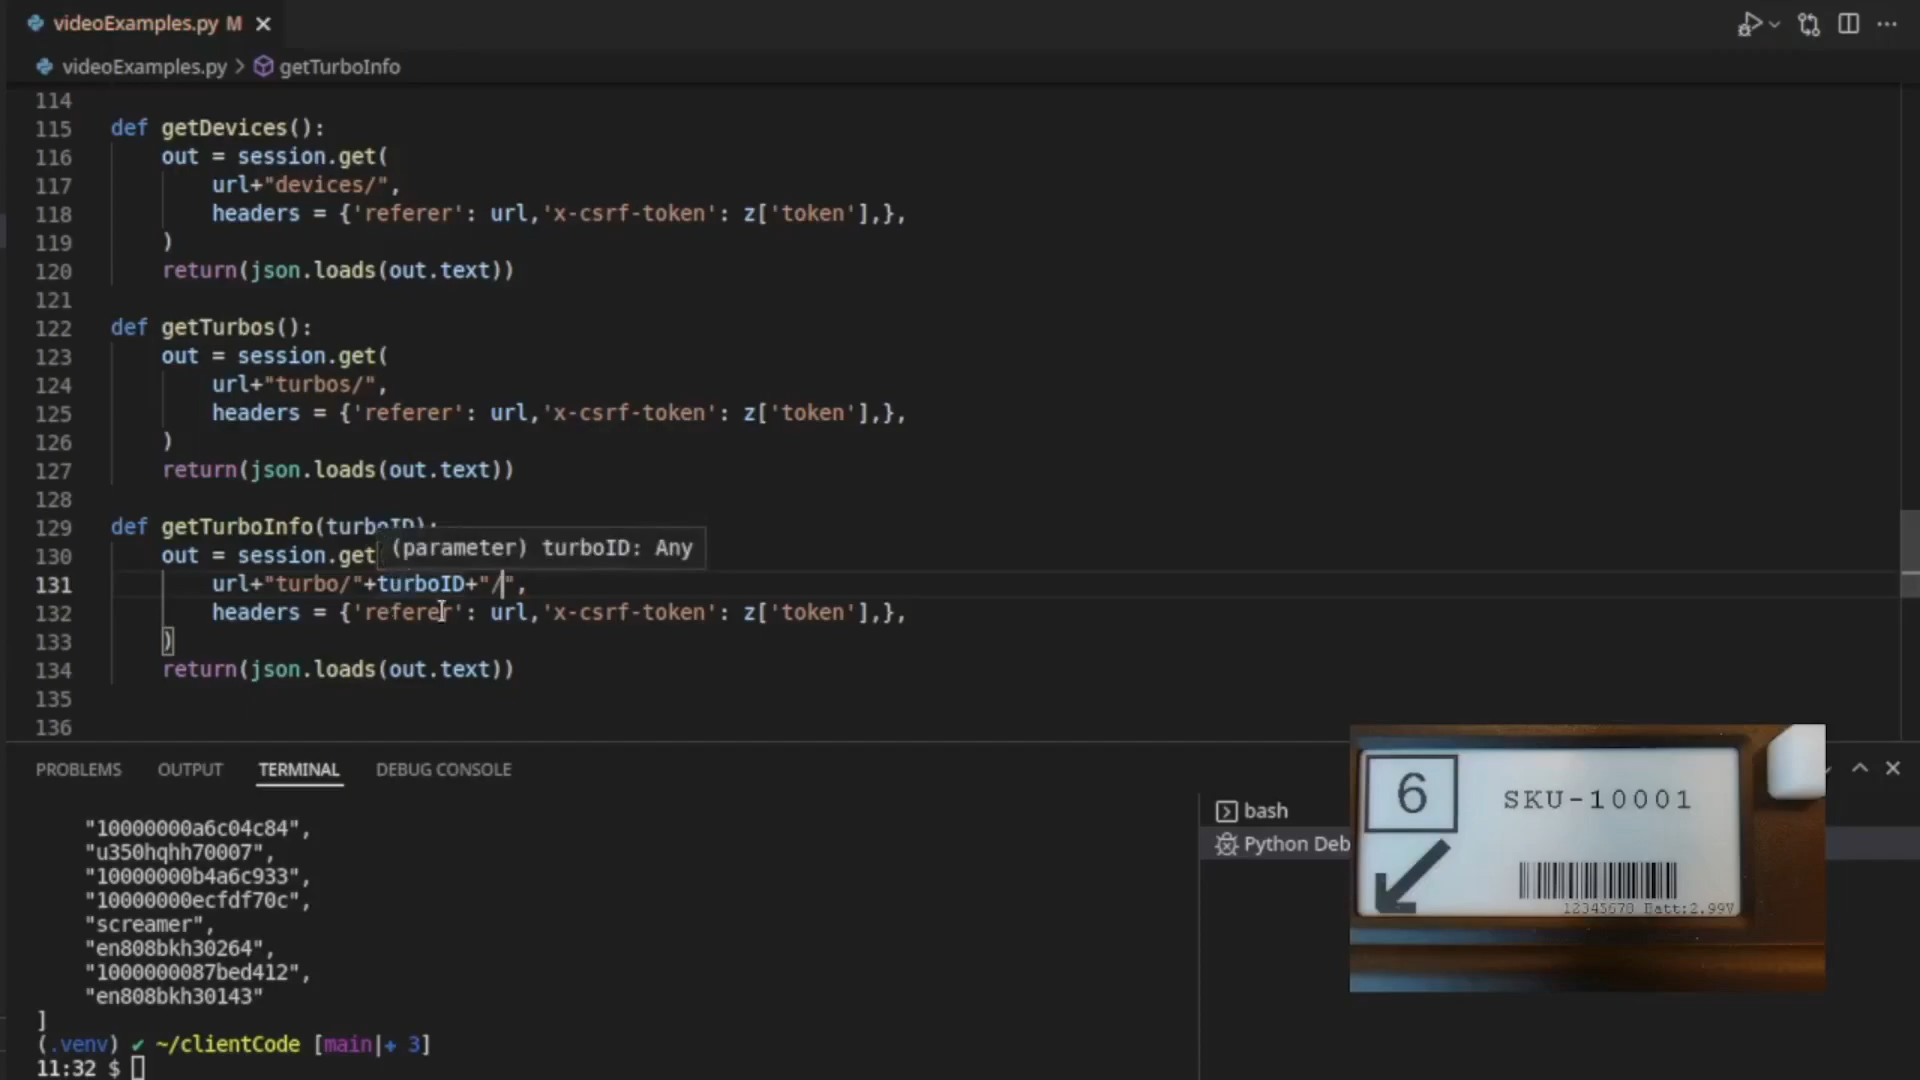 videoExamples.py M
videoExamples.py > getTurboInfo
114
115 def getDevices():
116 out = session.get(
117 url+"devices/",
118 headers = {'referer': url,'x-csrf-token': z['token'],},
119 )
120 return(json.loads(out.text))
121
122 def getTurbos():
123 out = session.get(
124 url+"turbos/",
125 headers = {'referer': url,'x-csrf-token': z['token'],},
126 )
127 return(json.loads(out.text))
128
129 def getTurboInfo(turboID):
(parameter) turboID: Any
130 out = session.get
131 url+"turbo/"+turboID+"/",
132 headers = {'referer': url,'x-csrf-token': z['token'],},
133 )
134 return(json.loads(out.text))
135
136
PROBLEMS OUTPUT TERMINAL DEBUG CONSOLE
"10000000a6c04c84",
"u350hqhh70007",
"10000000b4a6c933",
"10000000ecfdf70c",
"screamer",
"en808bkh30264",
"1000000087bed412",
"en808bkh30143"
]
(.venv) ✔ ~/clientCode [main|+ 3]
11:32 $
bash
Python Deb
6
SKU-10001
12345678 Batt:2.99V